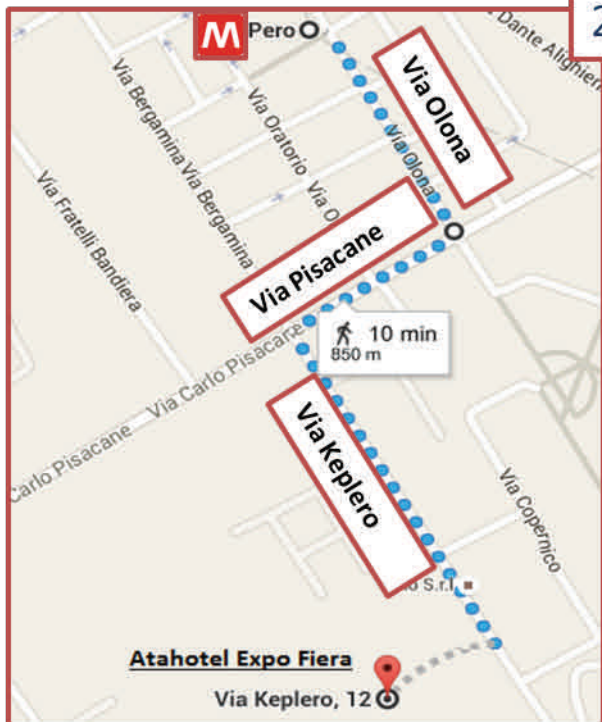 2
M Pero
Via Dante Alighieri
Via Olona
Via Bergamina
Via Bergamina
Via Oratorio
Via O
Via Olona
Via Fratelli Bandiera
Via Pisacane
10 min
850 m
Via Carlo Pisacane
Carlo Pisacane
Via Keplero
Via Copernico
S.r.l.
Atahotel Expo Fiera
Via Keplero, 12